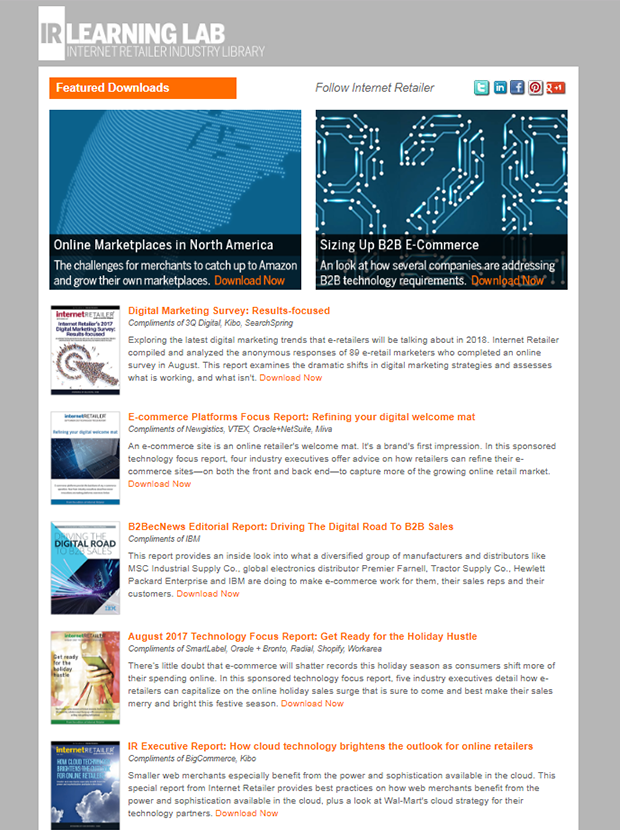 IR LEARNING LAB
INTERNET RETAILER INDUSTRY LIBRARY
Featured Downloads
Follow Internet Retailer
+1
B2B
Online Marketplaces in North America
The challenges for merchants to catch up to Amazon
and grow their own marketplaces. Download Now
Sizing Up B2B E-Commerce
An look at how several companies are addressing
B2B technology requirements. Download Now
internet RETAILER
Internet Retailer's 2017
Digital Marketing Survey:
Results-focused
Digital Marketing Survey: Results-focused
Compliments of 3Q Digital, Kibo, SearchSpring
Exploring the latest digital marketing trends that e-retailers will be talking about in 2018. Internet Retailer
compiled and analyzed the anonymous responses of 89 e-retail marketers who completed an online
survey in August. This report examines the dramatic shifts in digital marketing strategies and assesses
what is working, and what isn't. Download Now
internet RETAILER
Refining your digital welcome mat
E-commerce Platforms Focus Report: Refining your digital welcome mat
Compliments of Newgistics, VTEX, Oracle+NetSuite, Miva
An e-commerce site is an online retailer's welcome mat. It's a brand's first impression. In this sponsored
technology focus report, four industry executives offer advice on how retailers can refine their e-
commerce sites—on both the front and back end—to capture more of the growing online retail market.
Download Now
DRIVING THE
DIGITAL ROAD
TO B2B SALES
B2BecNews Editorial Report: Driving The Digital Road To B2B Sales
Compliments of IBM
This report provides an inside look into what a diversified group of manufacturers and distributors like
MSC Industrial Supply Co., global electronics distributor Premier Farnell, Tractor Supply Co., Hewlett
Packard Enterprise and IBM are doing to make e-commerce work for them, their sales reps and their
customers. Download Now
internet RETAILER
Get ready
for the
holiday
hustle
August 2017 Technology Focus Report: Get Ready for the Holiday Hustle
Compliments of SmartLabel, Oracle + Bronto, Radial, Shopify, Workarea
There's little doubt that e-commerce will shatter records this holiday season as consumers shift more of
their spending online. In this sponsored technology focus report, five industry executives detail how e-
retailers can capitalize on the online holiday sales surge that is sure to come and best make their sales
merry and bright this festive season. Download Now
internet RETAILER
HOW CLOUD TECHNOLOGY
BRIGHTENS THE OUTLOOK
FOR ONLINE RETAILERS
IR Executive Report: How cloud technology brightens the outlook for online retailers
Compliments of BigCommerce, Kibo
Smaller web merchants especially benefit from the power and sophistication available in the cloud. This
special report from Internet Retailer provides best practices on how web merchants benefit from the
power and sophistication available in the cloud, plus a look at Wal-Mart's cloud strategy for their
technology partners. Download Now